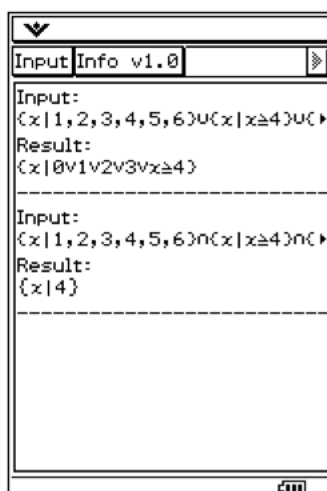 Input Info v1.0
Input:
{x|1,2,3,4,5,6}∪{x|x≥4}∪{
Result:
{x|0∨1∨2∨3∨x≥4}
Input:
{x|1,2,3,4,5,6}∩{x|x≥4}∩{
Result:
{x|4}